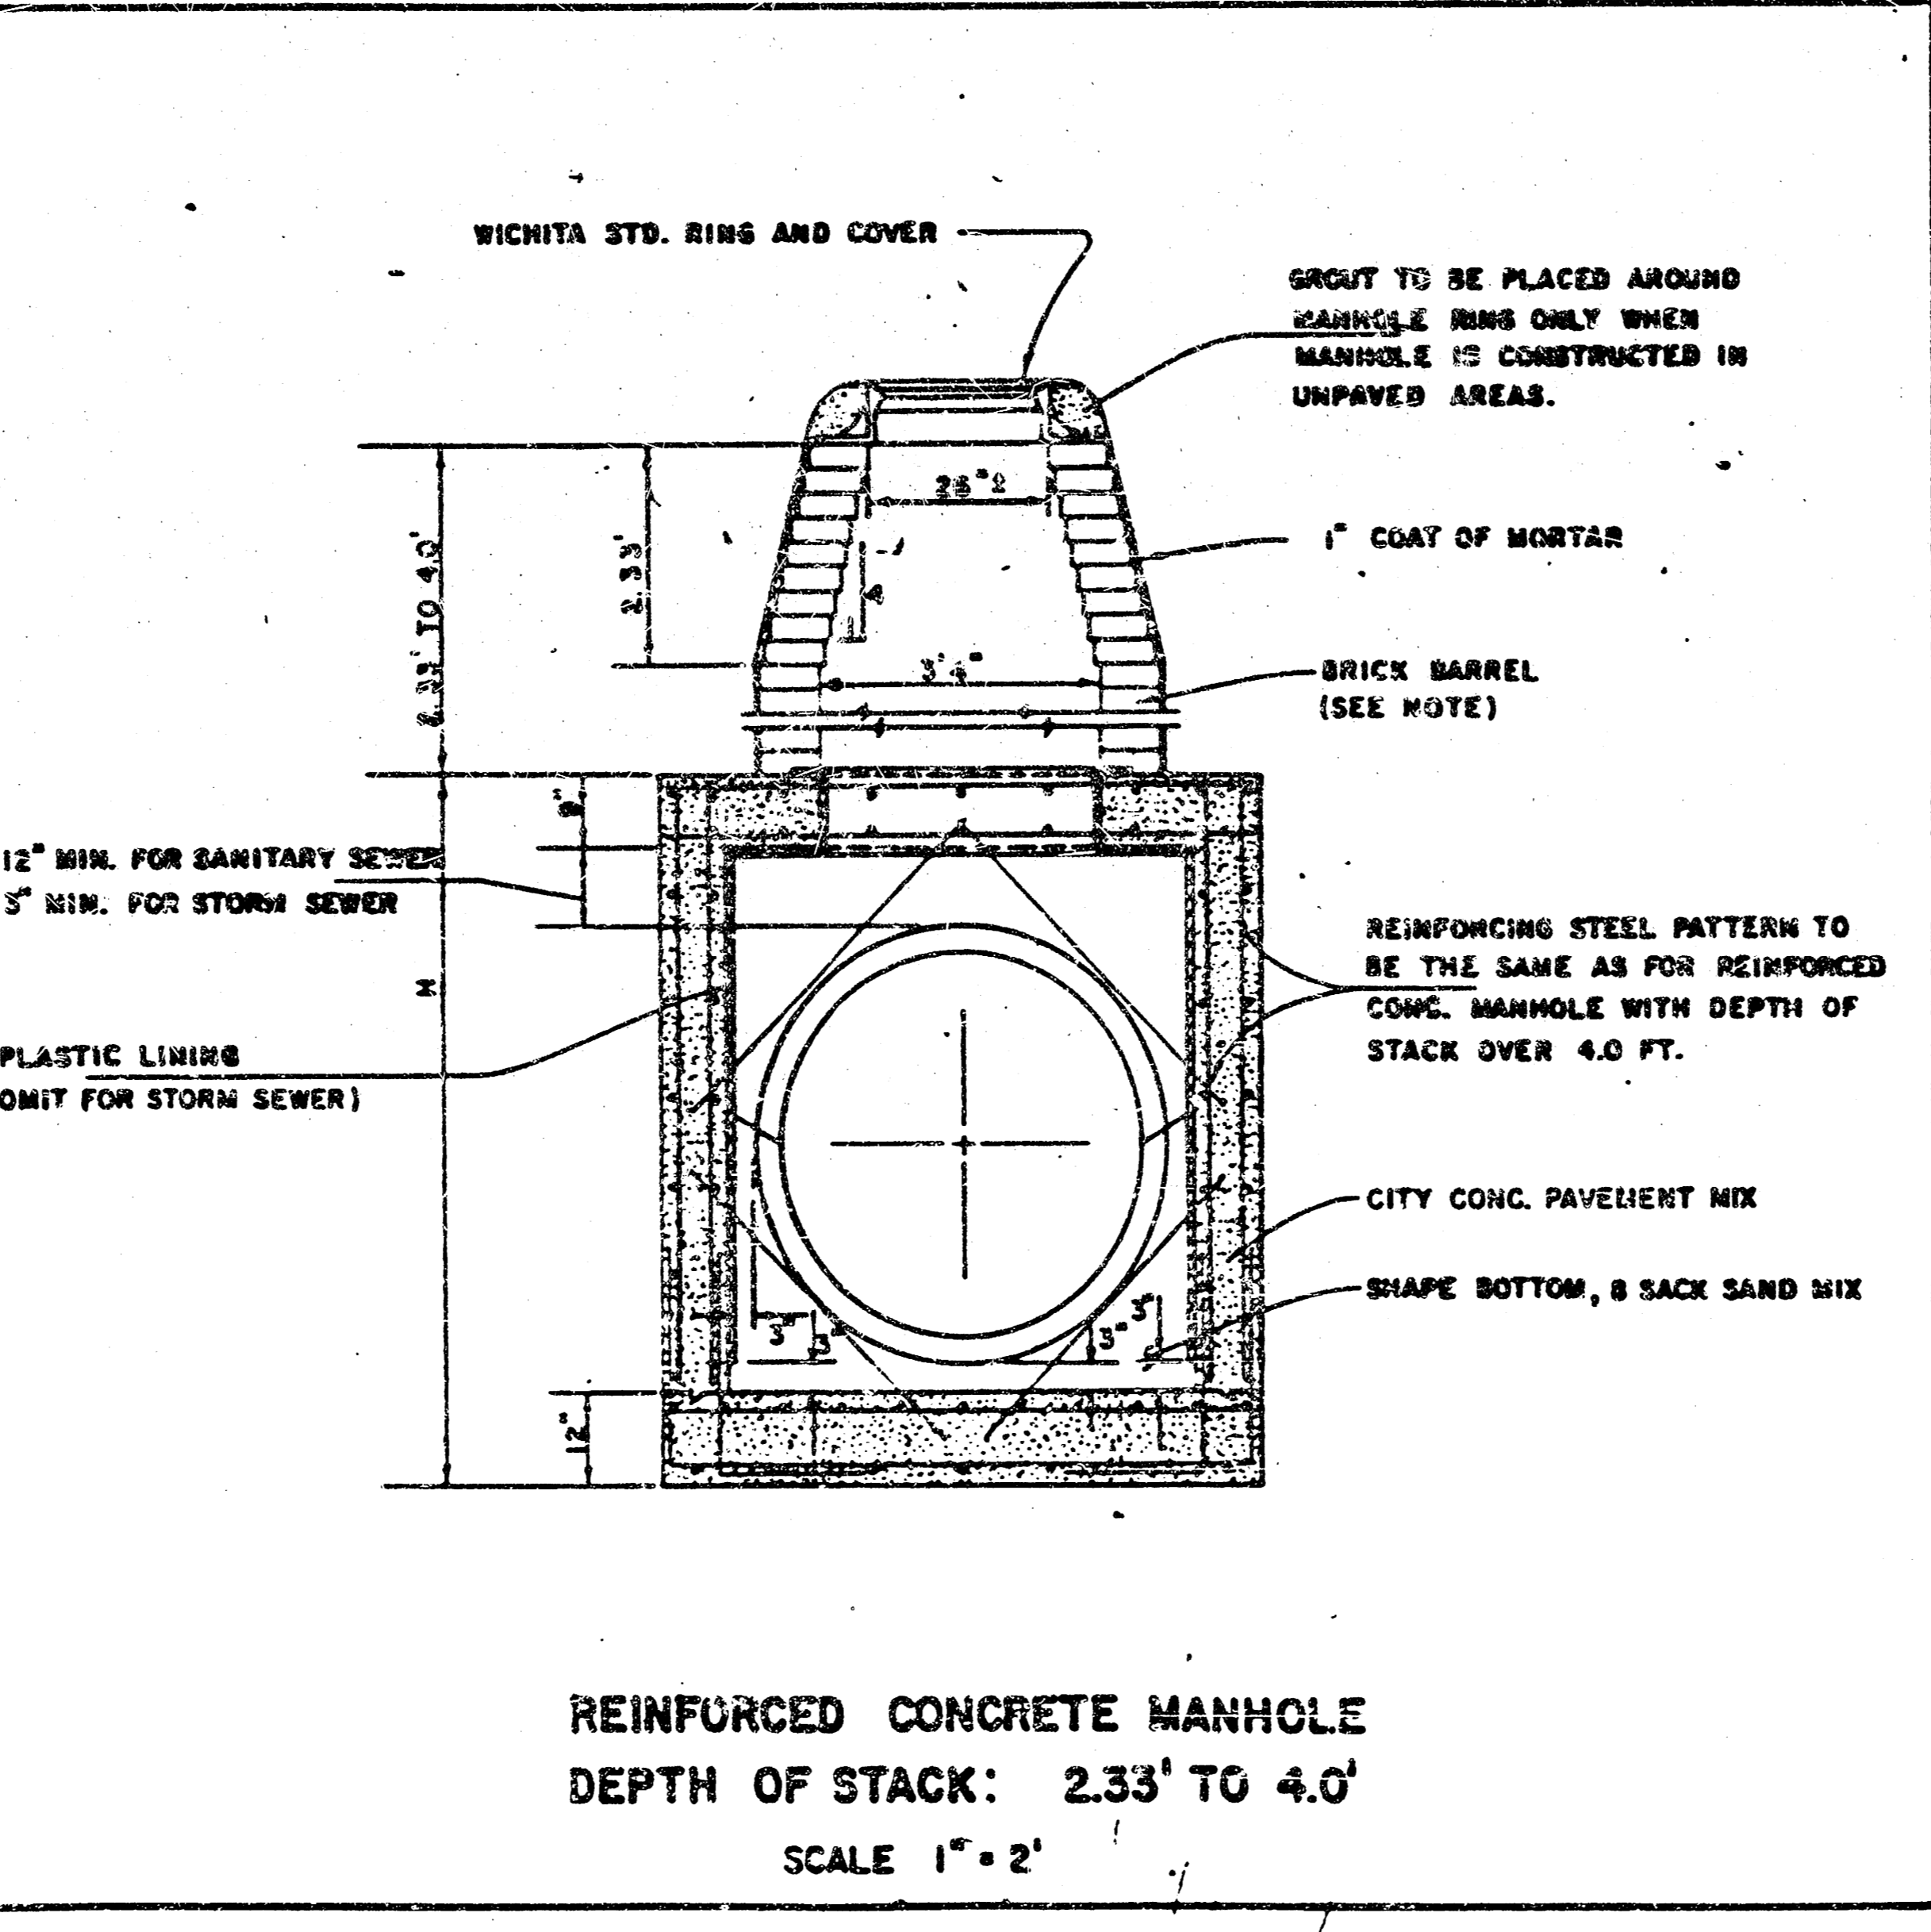 WICHITA STD. RING AND COVER
GROUT TO BE PLACED AROUND
MANHOLE RING ONLY WHEN
MANHOLE IS CONSTRUCTED IN
UNPAVED AREAS.
2.33' TO 4.0'
2.33'
1" COAT OF MORTAR
3'4"
BRICK BARREL
(SEE NOTE)
12" MIN. FOR SANITARY SEWER
3" MIN. FOR STORM SEWER
H
REINFORCING STEEL PATTERN TO
BE THE SAME AS FOR REINFORCED
CONC. MANHOLE WITH DEPTH OF
STACK OVER 4.0 FT.
PLASTIC LINING
OMIT FOR STORM SEWER)
CITY CONC. PAVEMENT MIX
SHAPE BOTTOM, 8 SACK SAND MIX
3"
3"
3"
3"
12"
REINFORCED CONCRETE MANHOLE
DEPTH OF STACK: 2.33' TO 4.0'
SCALE 1" = 2'